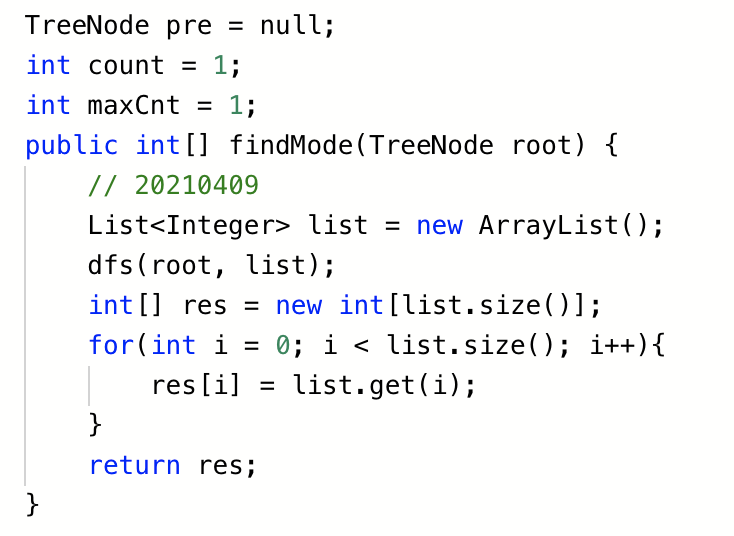 TreeNode pre = null;
int count = 1;
int maxCnt = 1;
public int[] findMode(TreeNode root) {
    // 20210409
    List<Integer> list = new ArrayList();
    dfs(root, list);
    int[] res = new int[list.size()];
    for(int i = 0; i < list.size(); i++){
        res[i] = list.get(i);
    }
    return res;
}